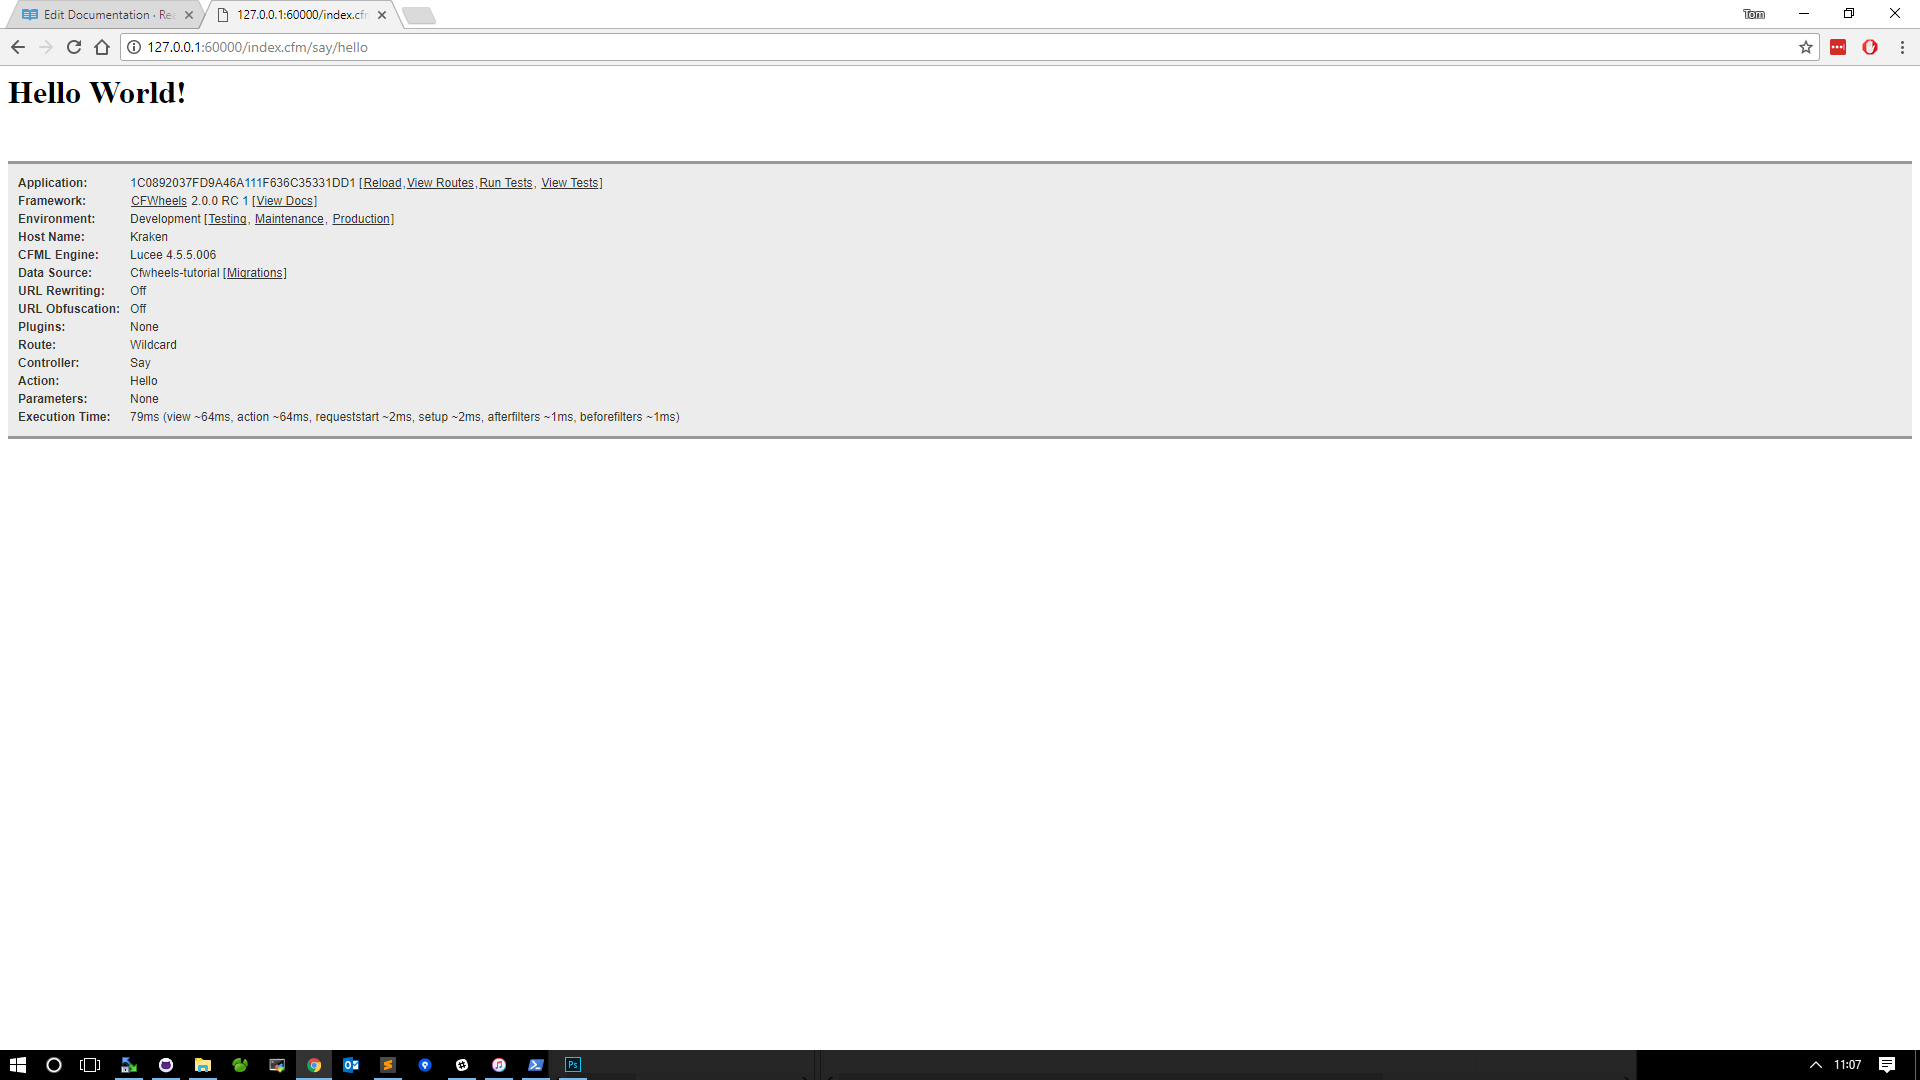 Edit Documentation · Rea
127.0.0.1:60000/index.cfm
Tom
127.0.0.1:60000/index.cfm/say/hello
Hello World!
Application: 1C0892037FD9A46A111F636C35331DD1 [Reload, View Routes, Run Tests, View Tests]
Framework: CFWheels 2.0.0 RC 1 [View Docs]
Environment: Development [Testing, Maintenance, Production]
Host Name: Kraken
CFML Engine: Lucee 4.5.5.006
Data Source: Cfwheels-tutorial [Migrations]
URL Rewriting: Off
URL Obfuscation: Off
Plugins: None
Route: Wildcard
Controller: Say
Action: Hello
Parameters: None
Execution Time: 79ms (view ~64ms, action ~64ms, requeststart ~2ms, setup ~2ms, afterfilters ~1ms, beforefilters ~1ms)
Ps
11:07